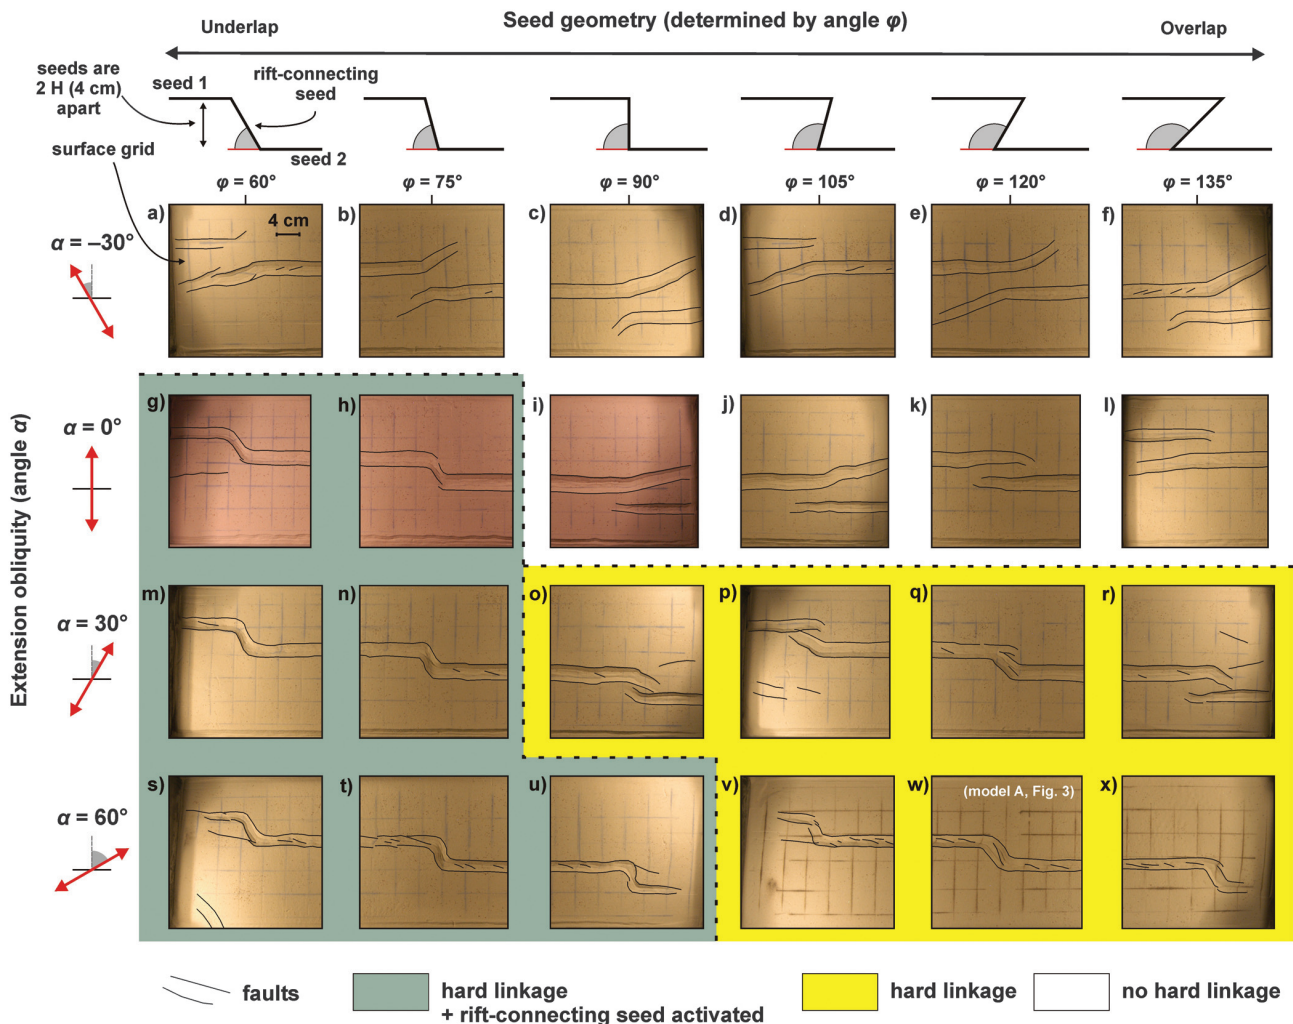 Seed geometry (determined by angle φ)
Underlap
Overlap
seeds are
2 H (4 cm)
apart
seed 1
rift-connecting
seed
surface grid
seed 2
φ = 60°
φ = 75°
φ = 90°
φ = 105°
φ = 120°
φ = 135°
Extension obliquity (angle α)
α = –30°
a)
4 cm
b)
c)
d)
e)
f)
α = 0°
g)
h)
i)
j)
k)
l)
α = 30°
m)
n)
o)
p)
q)
r)
α = 60°
s)
t)
u)
v)
w)
(model A, Fig. 3)
x)
faults
hard linkage
+ rift-connecting seed activated
hard linkage
no hard linkage